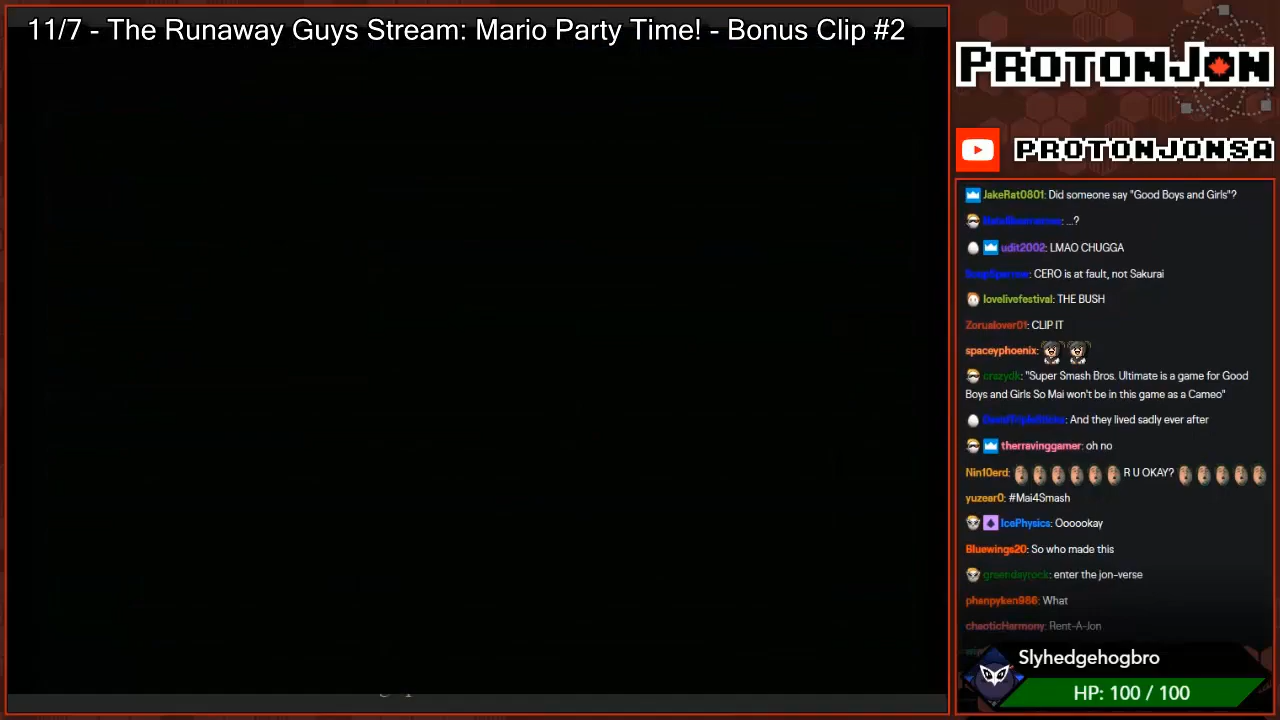 11/7 - The Runaway Guys Stream: Mario Party Time! - Bonus Clip #2
PROTONJON
PROTONJONSA
JakeRat0801: Did someone say "Good Boys and Girls"?
: ...?
udit2002: LMAO CHUGGA
: CERO is at fault, not Sakurai
lovelivefestival: THE BUSH
Zorualover01: CLIP IT
spaceyphoenix:
crazydk: "Super Smash Bros. Ultimate is a game for Good
Boys and Girls So Mai won't be in this game as a Cameo"
: And they lived sadly ever after
therravinggamer: oh no
Nin10erd: R U OKAY?
yuzear0: #Mai4Smash
IcePhysics: Ooookay
Bluewings20: So who made this
greendayrock: enter the jon-verse
phanpyken986: What
chaoticHarmony: Rent-A-Jon
Slyhedgehogbro
HP: 100 / 100